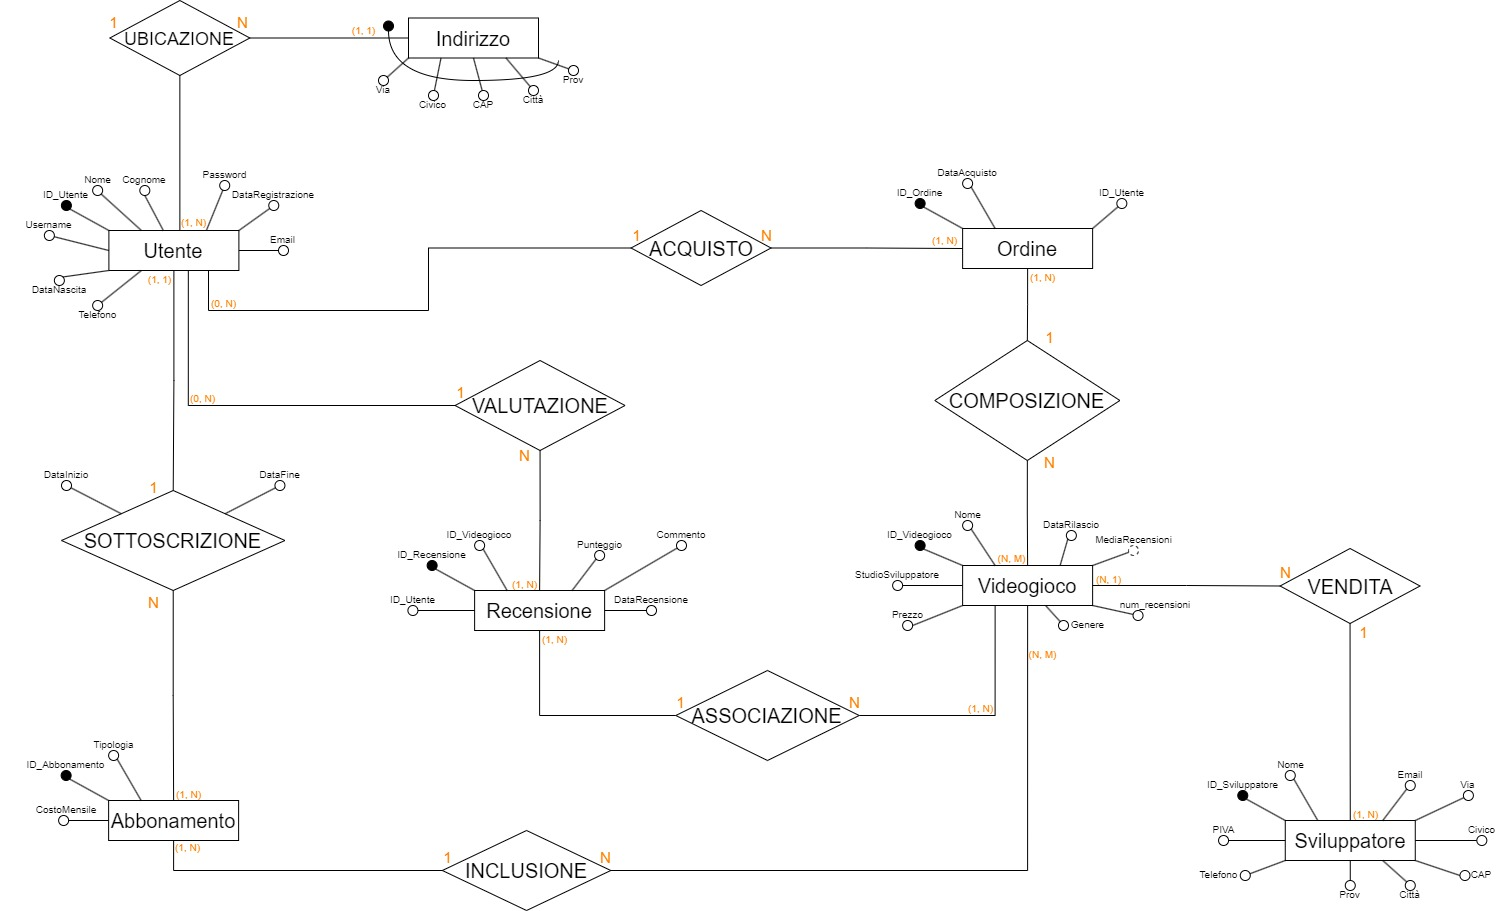 1
N
UBICAZIONE
(1, 1)
Indirizzo
Via
Civico
CAP
Città
Prov
ID_Utente
Nome
Cognome
Password
DataRegistrazione
Username
Email
(1, N)
Utente
(1, 1)
DataNascita
Telefono
(0, N)
1
ACQUISTO
N
(1, N)
ID_Ordine
DataAcquisto
ID_Utente
Ordine
(1, N)
1
COMPOSIZIONE
N
(0, N)
1
VALUTAZIONE
N
DataInizio
DataFine
1
SOTTOSCRIZIONE
N
ID_Recensione
ID_Videogioco
Punteggio
Commento
ID_Utente
DataRecensione
(1, N)
Recensione
(1, N)
ID_Videogioco
Nome
DataRilascio
MediaRecensioni
StudioSviluppatore
(N, M)
Videogioco
(N, 1)
Prezzo
Genere
num_recensioni
(N, M)
N
VENDITA
1
1
ASSOCIAZIONE
N
(1, N)
ID_Abbonamento
Tipologia
CostoMensile
(1, N)
Abbonamento
(1, N)
1
INCLUSIONE
N
ID_Sviluppatore
Nome
Email
Via
PIVA
Civico
(1, N)
Sviluppatore
Telefono
Prov
Città
CAP